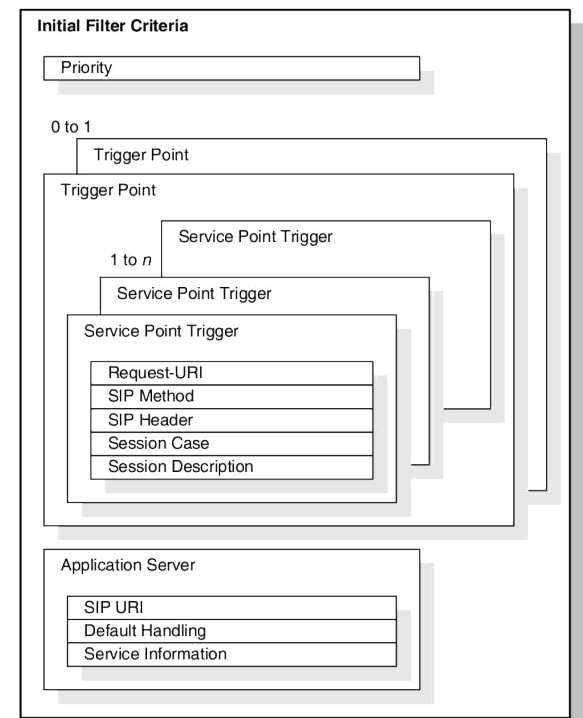 Initial Filter Criteria
Priority
0 to 1
Trigger Point
Trigger Point
Service Point Trigger
1 to n
Service Point Trigger
Service Point Trigger
Request-URI
SIP Method
SIP Header
Session Case
Session Description
Application Server
SIP URI
Default Handling
Service Information